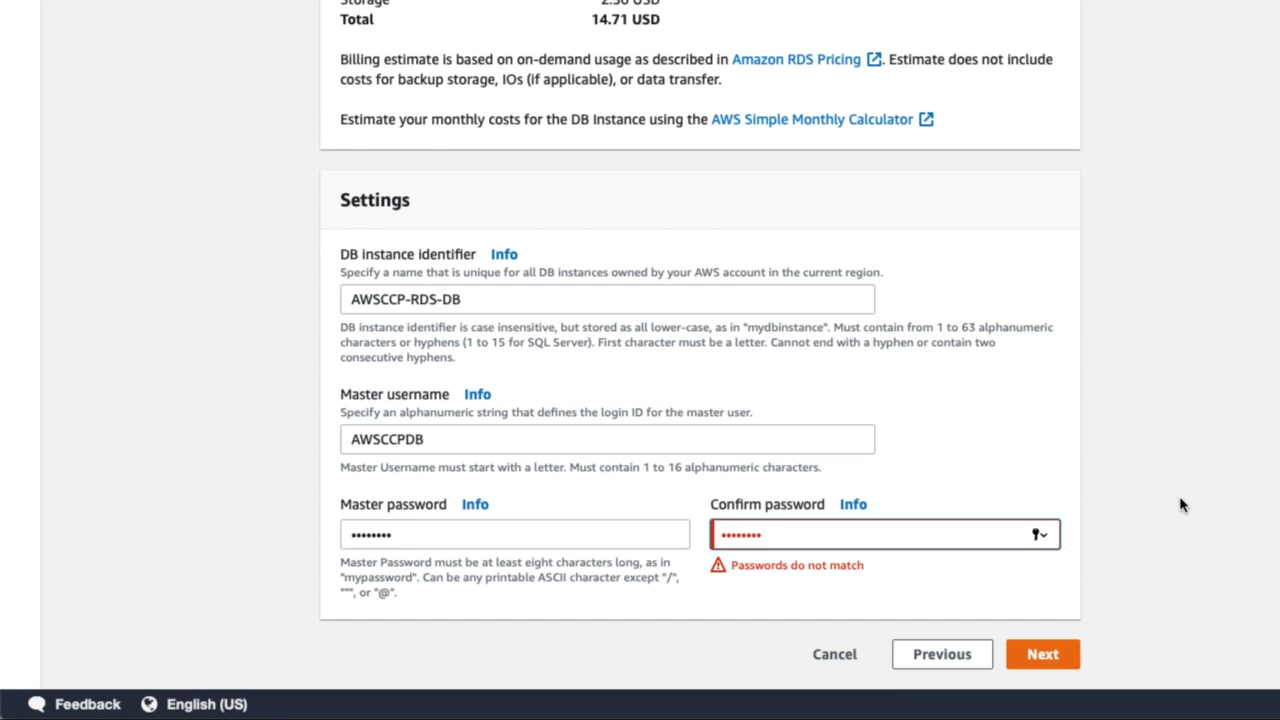 Storage 2.30 USD
Total 14.71 USD
Billing estimate is based on on-demand usage as described in Amazon RDS Pricing. Estimate does not include
costs for backup storage, IOs (if applicable), or data transfer.
Estimate your monthly costs for the DB Instance using the AWS Simple Monthly Calculator
Settings
DB instance identifier Info
Specify a name that is unique for all DB instances owned by your AWS account in the current region.
AWSCCP-RDS-DB
DB instance identifier is case insensitive, but stored as all lower-case, as in "mydbinstance". Must contain from 1 to 63 alphanumeric
characters or hyphens (1 to 15 for SQL Server). First character must be a letter. Cannot end with a hyphen or contain two
consecutive hyphens.
Master username Info
Specify an alphanumeric string that defines the login ID for the master user.
AWSCCPDB
Master Username must start with a letter. Must contain 1 to 16 alphanumeric characters.
Master password Info
Confirm password Info
••••••••
••••••••
Master Password must be at least eight characters long, as in
"mypassword". Can be any printable ASCII character except "/",
""", or "@".
Passwords do not match
Cancel
Previous
Next
Feedback
English (US)